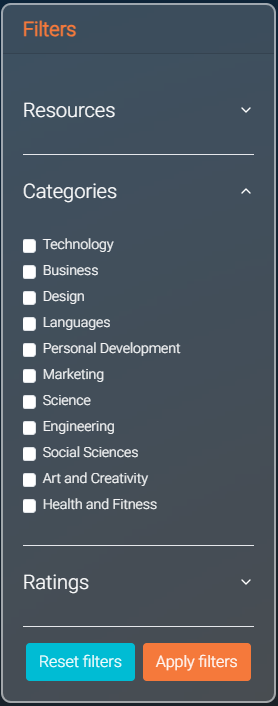 Filters
Resources
Categories
Technology
Business
Design
Languages
Personal Development
Marketing
Science
Engineering
Social Sciences
Art and Creativity
Health and Fitness
Ratings
Reset filters Apply filters